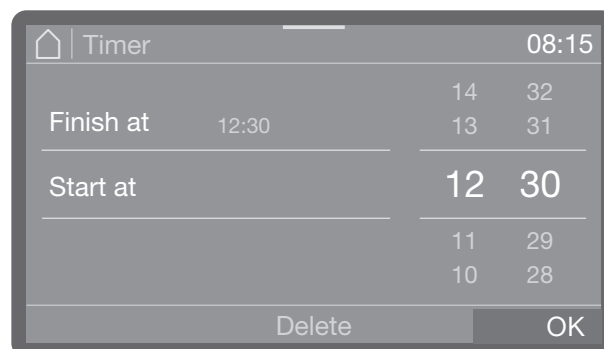 Timer 08:15
14 32
Finish at 12:30 13 31
Start at 12 30
11 29
10 28
Delete OK